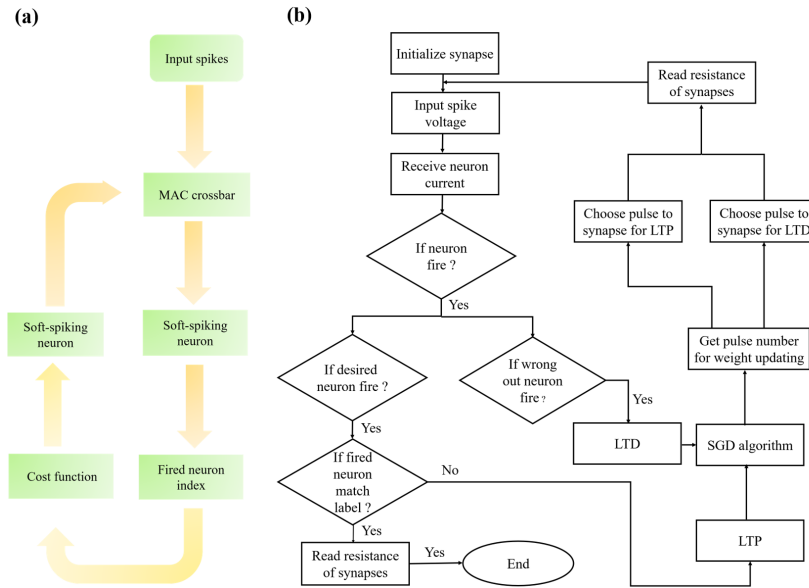 (a)
Input spikes
MAC crossbar
Soft-spiking
neuron
Soft-spiking
neuron
Cost function
Fired neuron
index
(b)
Initialize synapse
Read resistance
of synapses
Input spike
voltage
Receive neuron
current
Choose pulse to
synapse for LTP
Choose pulse to
synapse for LTD
If neuron
fire ?
Yes
If desired
neuron fire ?
If wrong
out neuron
fire ?
Get pulse number
for weight updating
Yes
Yes
LTD
SGD algorithm
If fired
neuron
match
label ?
No
Yes
LTP
Read resistance
of synapses
Yes
End